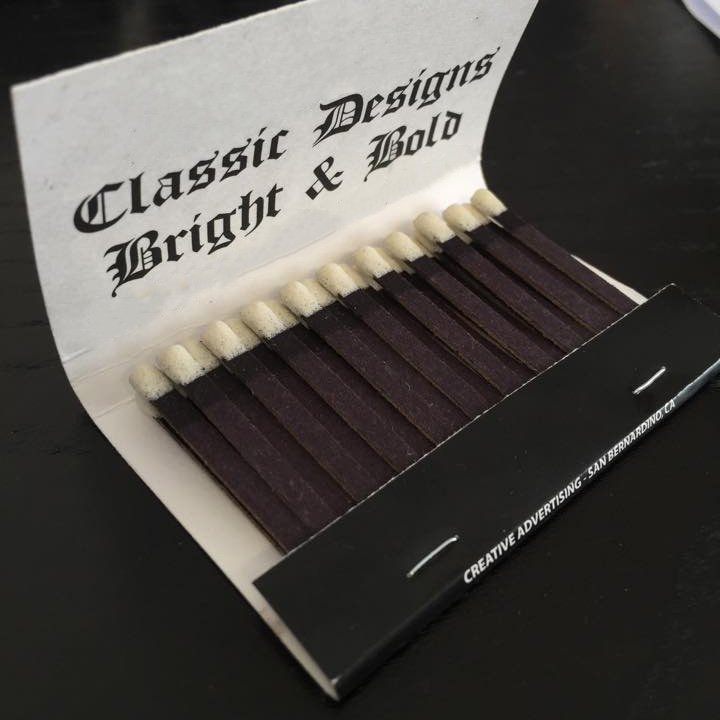 Classic Designs
Bright & Bold
CREATIVE ADVERTISING - SAN BERNARDINO, CA